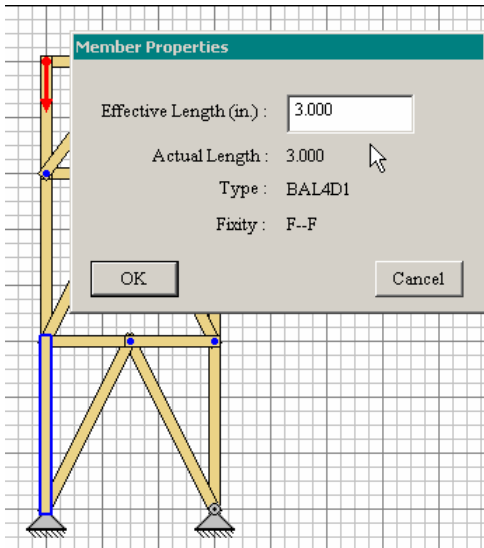 Member Properties
Effective Length (in.) : 3.000
Actual Length : 3.000
Type : BAL4D1
Fixity : F--F
OK Cancel